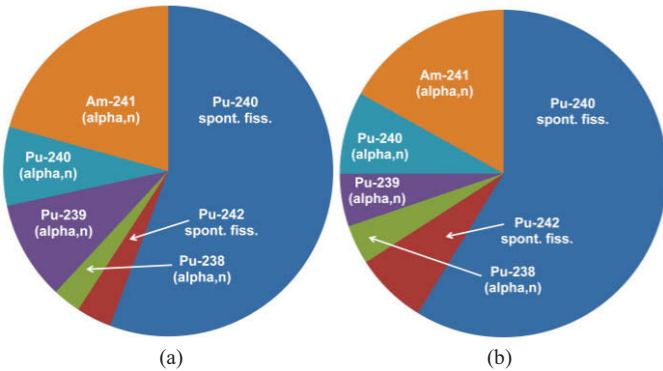 Am-241
(alpha,n)
Pu-240
spont. fiss.
Pu-240
(alpha,n)
Pu-239
(alpha,n)
Pu-242
spont. fiss.
Pu-238
(alpha,n)
(a)
Am-241
(alpha,n)
Pu-240
spont. fiss.
Pu-240
(alpha,n)
Pu-239
(alpha,n)
Pu-242
spont. fiss.
Pu-238
(alpha,n)
(b)